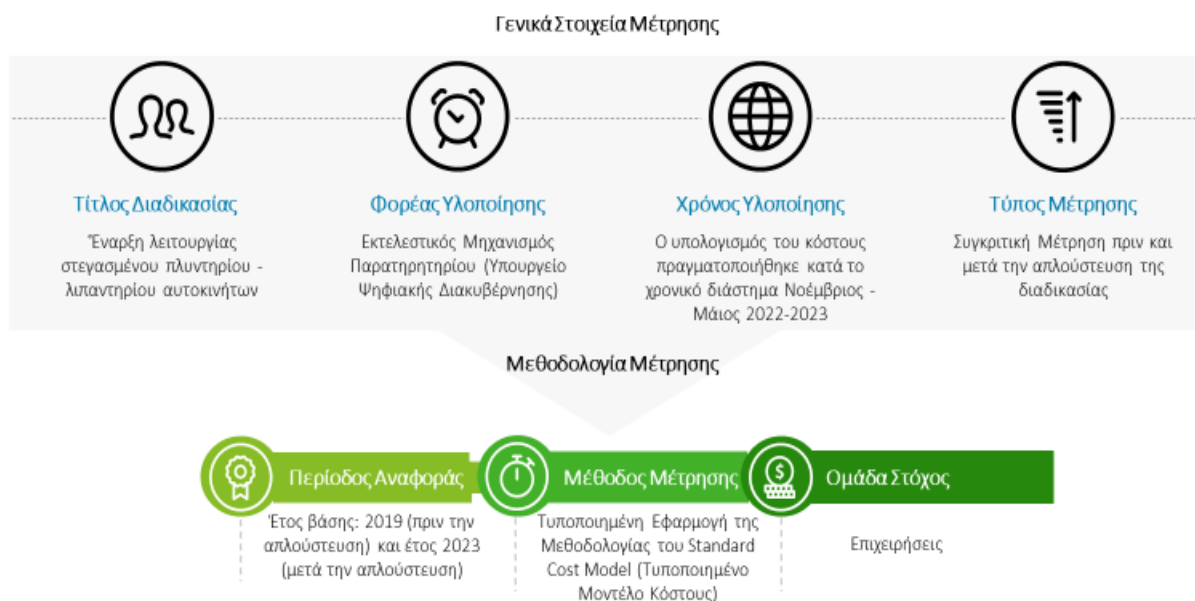 Γενικά Στοιχεία Μέτρησης
Τίτλος Διαδικασίας
Έναρξη λειτουργίας
στεγασμένου πλυντηρίου -
λιπαντηρίου αυτοκινήτων
Φορέας Υλοποίησης
Εκτελεστικός Μηχανισμός
Παρατηρητηρίου (Υπουργείο
Ψηφιακής Διακυβέρνησης)
Χρόνος Υλοποίησης
Ο υπολογισμός του κόστους
πραγματοποιήθηκε κατά το
χρονικό διάστημα Νοέμβριος -
Μάιος 2022-2023
Τύπος Μέτρησης
Συγκριτική Μέτρηση πριν και
μετά την απλούστευση της
διαδικασίας
Μεθοδολογία Μέτρησης
Περίοδος Αναφοράς
Έτος βάσης: 2019 (πριν την
απλούστευση) και έτος 2023
(μετά την απλούστευση)
Μέθοδος Μέτρησης
Τυποποιημένη Εφαρμογή της
Μεθοδολογίας του Standard
Cost Model (Τυποποιημένο
Μοντέλο Κόστους)
$
Ομάδα Στόχος
Επιχειρήσεις